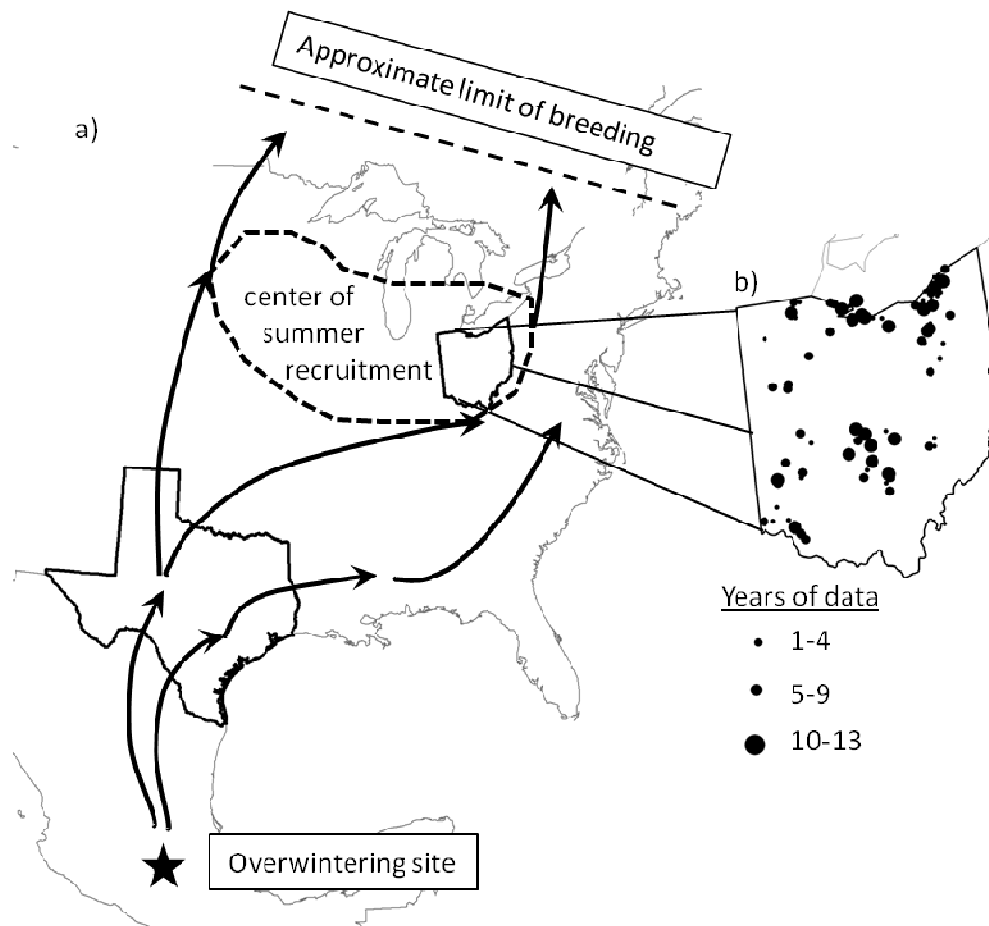 Approximate limit of breeding
a)
b)
center of
summer
recruitment
Years of data
1-4
5-9
10-13
Overwintering site